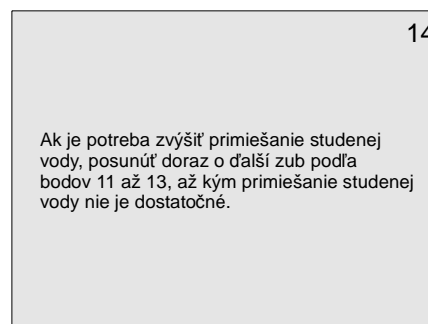 14
Ak je potreba zvýšiť primiešanie studenej
vody, posunúť doraz o ďalší zub podľa
bodov 11 až 13, až kým primiešanie studenej
vody nie je dostatočné.